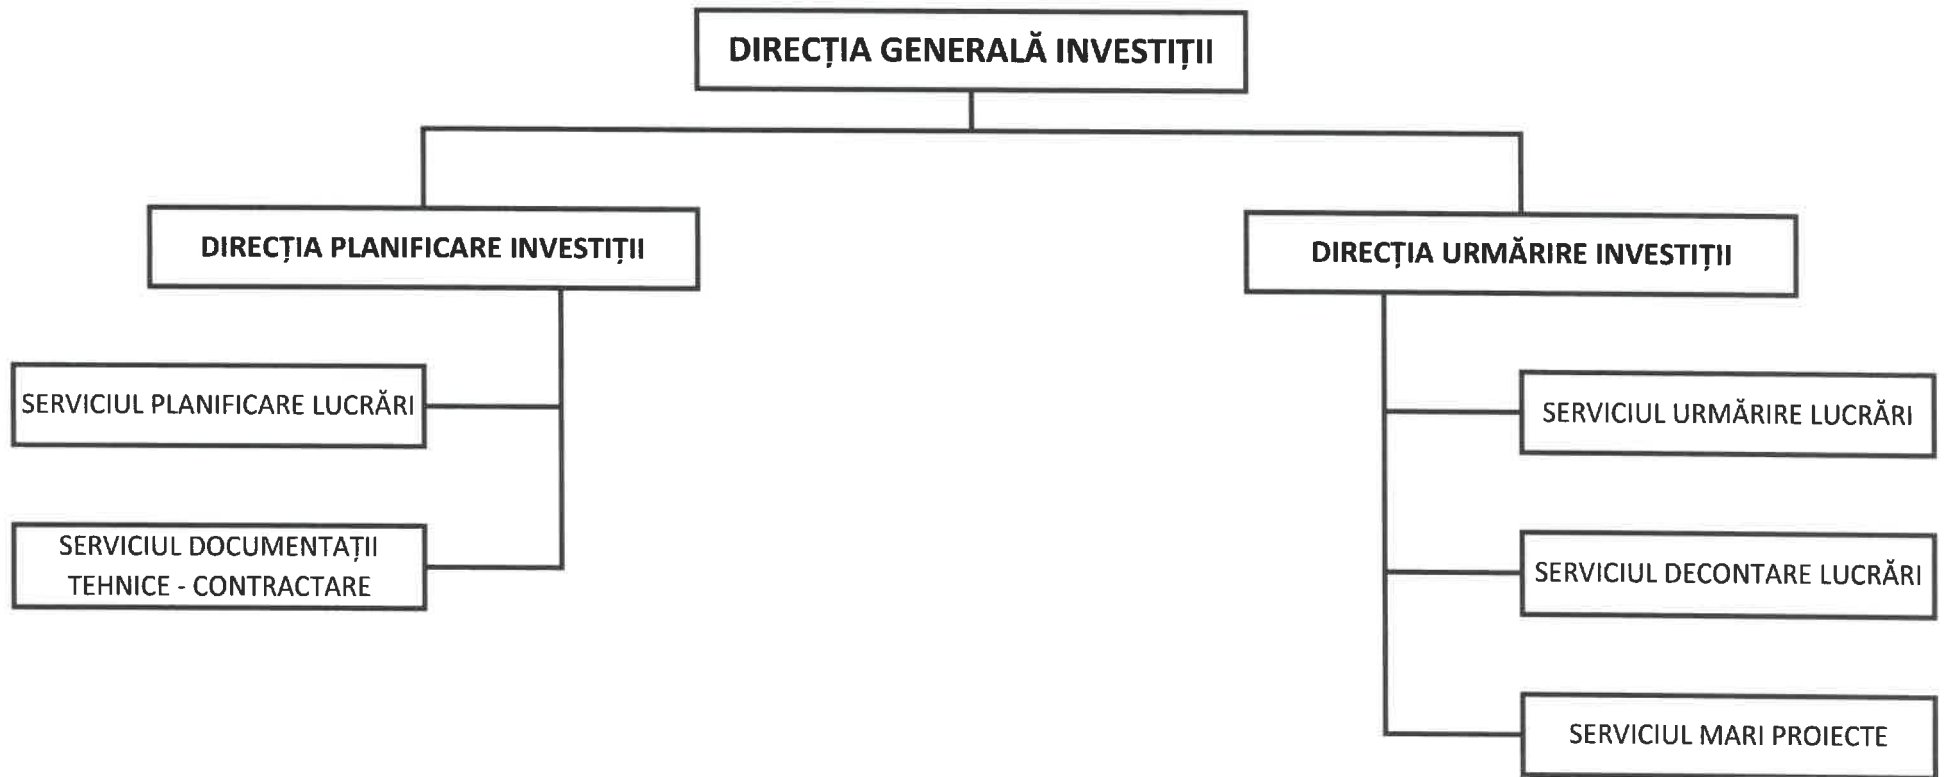 DIRECȚIA GENERALĂ INVESTIȚII
DIRECȚIA PLANIFICARE INVESTIȚII
DIRECȚIA URMĂRIRE INVESTIȚII
SERVICIUL PLANIFICARE LUCRĂRI
SERVICIUL DOCUMENTAȚII
TEHNICE - CONTRACTARE
SERVICIUL URMĂRIRE LUCRĂRI
SERVICIUL DECONTARE LUCRĂRI
SERVICIUL MARI PROIECTE